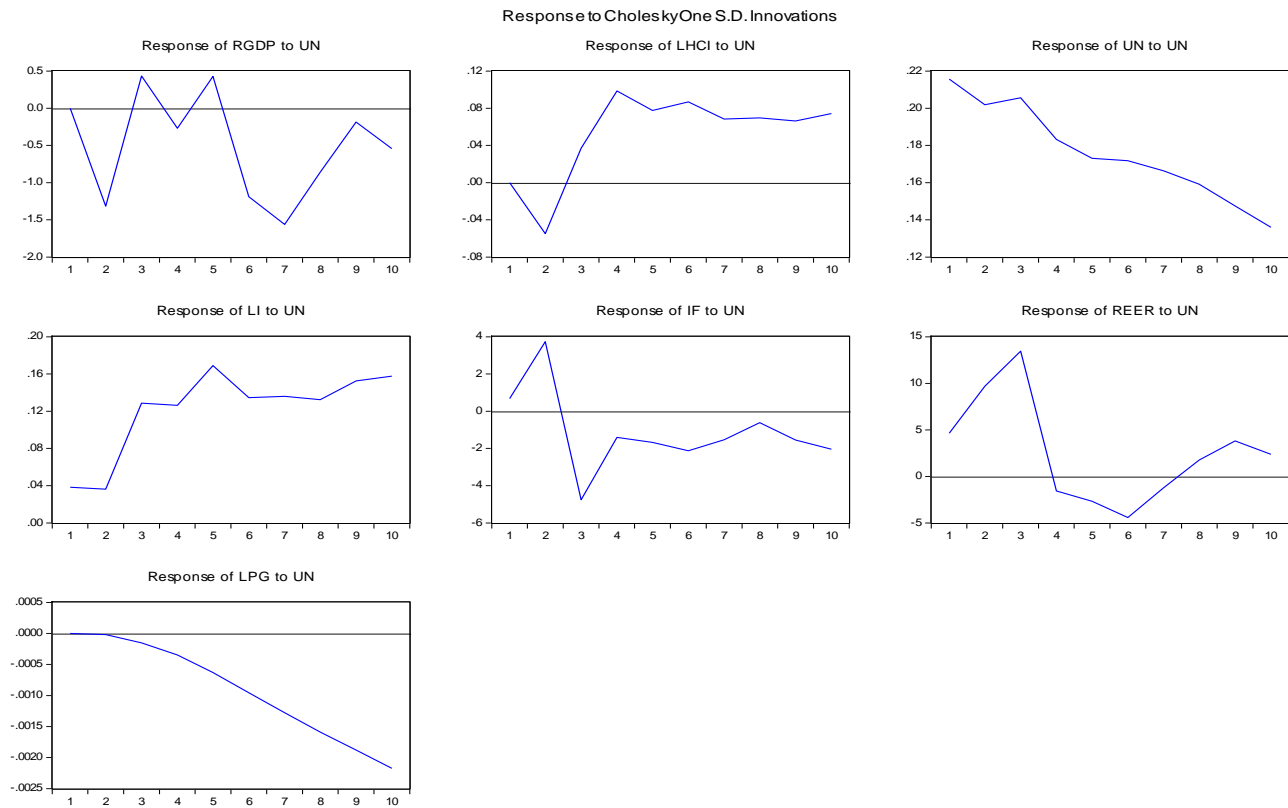 Response to Cholesky One S.D. Innovations
Response of RGDP to UN
0.5
0.0
-0.5
-1.0
-1.5
-2.0
1 2 3 4 5 6 7 8 9 10
Response of LHCI to UN
.12
.08
.04
.00
-.04
-.08
1 2 3 4 5 6 7 8 9 10
Response of UN to UN
.22
.20
.18
.16
.14
.12
1 2 3 4 5 6 7 8 9 10
Response of LI to UN
.20
.16
.12
.08
.04
.00
1 2 3 4 5 6 7 8 9 10
Response of IF to UN
4
2
0
-2
-4
-6
1 2 3 4 5 6 7 8 9 10
Response of REER to UN
15
10
5
0
-5
1 2 3 4 5 6 7 8 9 10
Response of LPG to UN
.0005
.0000
-.0005
-.0010
-.0015
-.0020
-.0025
1 2 3 4 5 6 7 8 9 10